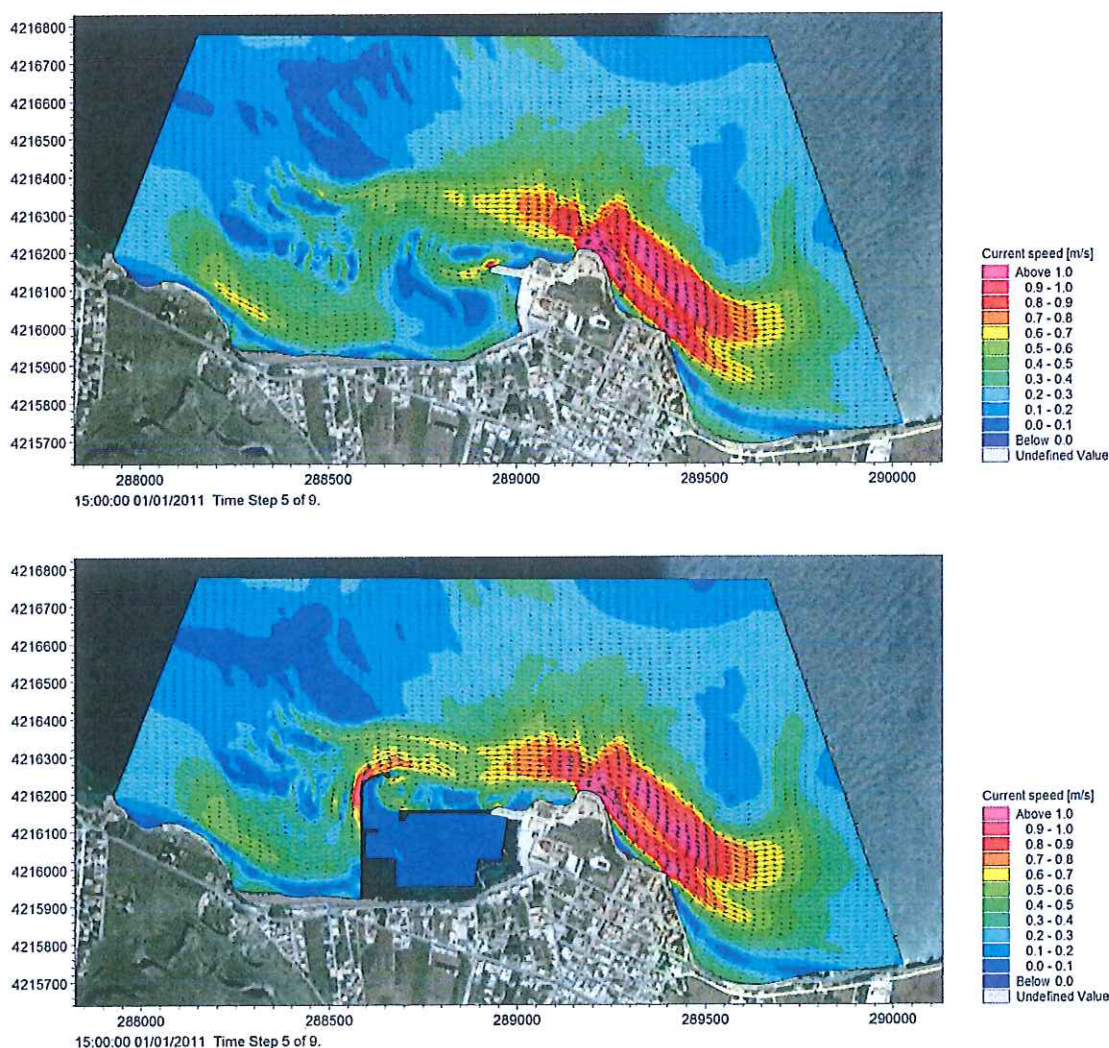 4216800
4216700
4216600
4216500
4216400
4216300
4216200
4216100
4216000
4215900
4215800
4215700
288000 288500 289000 289500 290000
15:00:00 01/01/2011 Time Step 5 of 9.
Current speed [m/s]
Above 1.0
0.9 - 1.0
0.8 - 0.9
0.7 - 0.8
0.6 - 0.7
0.5 - 0.6
0.4 - 0.5
0.3 - 0.4
0.2 - 0.3
0.1 - 0.2
0.0 - 0.1
Below 0.0
Undefined Value
4216800
4216700
4216600
4216500
4216400
4216300
4216200
4216100
4216000
4215900
4215800
4215700
288000 288500 289000 289500 290000
15:00:00 01/01/2011 Time Step 5 of 9.
Current speed [m/s]
Above 1.0
0.9 - 1.0
0.8 - 0.9
0.7 - 0.8
0.6 - 0.7
0.5 - 0.6
0.4 - 0.5
0.3 - 0.4
0.2 - 0.3
0.1 - 0.2
0.0 - 0.1
Below 0.0
Undefined Value